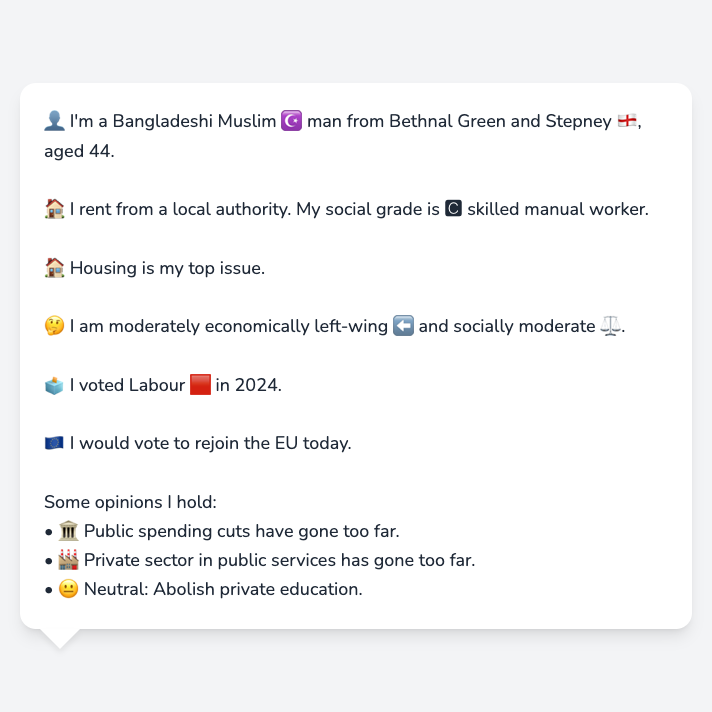 👤 I'm a Bangladeshi Muslim ☪️ man from Bethnal Green and Stepney 🏴󠁧󠁢󠁥󠁮󠁧󠁿,
aged 44.
🏠 I rent from a local authority. My social grade is 🅲 skilled manual worker.
🏠 Housing is my top issue.
🤔 I am moderately economically left-wing ⬅️ and socially moderate ⚖️.
🗳️ I voted Labour 🟥 in 2024.
🇪🇺 I would vote to rejoin the EU today.
Some opinions I hold:
• 🏛️ Public spending cuts have gone too far.
• 🏭 Private sector in public services has gone too far.
• 😐 Neutral: Abolish private education.